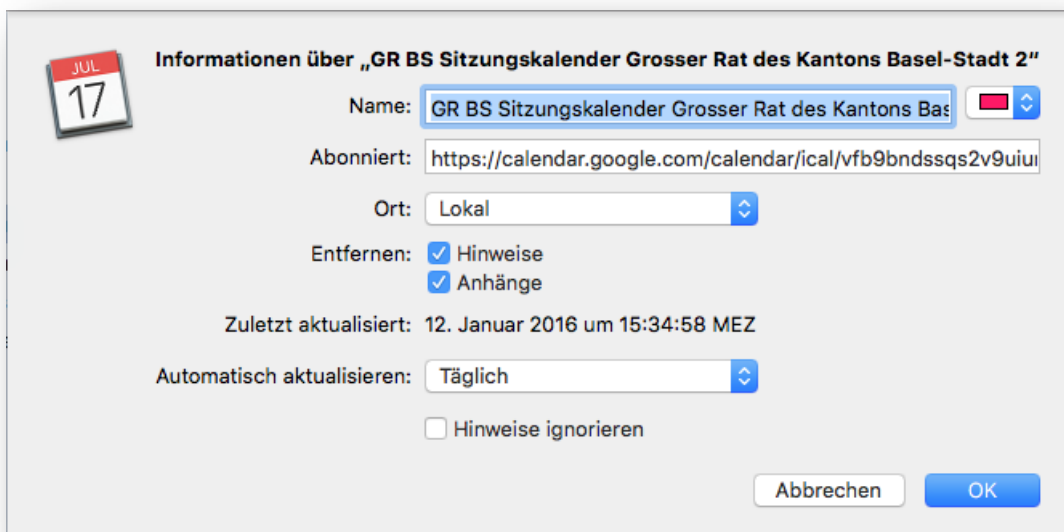 JUL
17
Informationen über „GR BS Sitzungskalender Grosser Rat des Kantons Basel-Stadt 2“
Name: GR BS Sitzungskalender Grosser Rat des Kantons Bas
Abonniert: https://calendar.google.com/calendar/ical/vfb9bndssqs2v9uiu
Ort: Lokal
Entfernen: Hinweise
Anhänge
Zuletzt aktualisiert: 12. Januar 2016 um 15:34:58 MEZ
Automatisch aktualisieren: Täglich
Hinweise ignorieren
Abbrechen OK